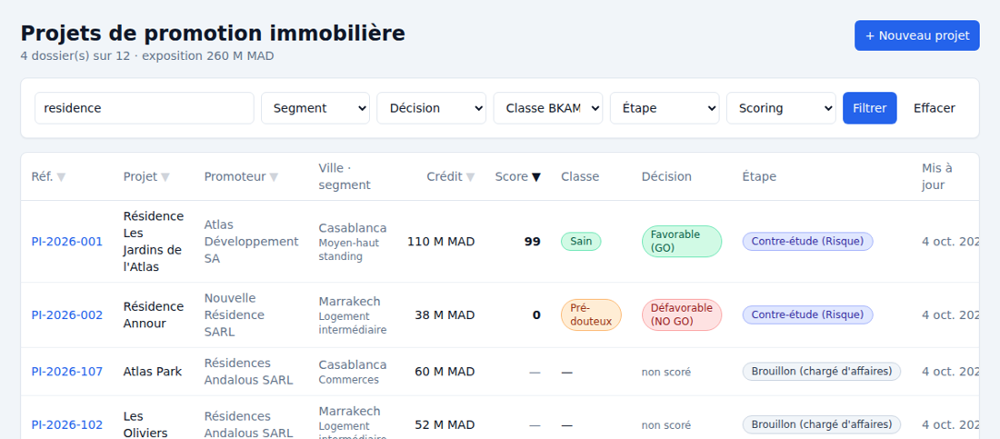 Projets de promotion immobilière
4 dossier(s) sur 12 · exposition 260 M MAD
+ Nouveau projet
residence
Segment
Décision
Classe BKAM
Étape
Scoring
Filtrer
Effacer
Réf. ▼
Projet ▼
Promoteur ▼
Ville ·
segment
Crédit ▼
Score ▼
Classe
Décision
Étape
Mis à
jour
PI-2026-001
Résidence
Les
Jardins de
l'Atlas
Atlas
Développement
SA
Casablanca
Moyen-haut
standing
110 M MAD
99
Sain
Favorable
(GO)
Contre-étude (Risque)
4 oct. 202
PI-2026-002
Résidence
Annour
Nouvelle
Résidence
SARL
Marrakech
Logement
intermédiaire
38 M MAD
0
Pré-
douteux
Défavorable
(NO GO)
Contre-étude (Risque)
4 oct. 202
PI-2026-107
Atlas Park
Résidences
Andalous SARL
Casablanca
Commerces
60 M MAD
—
—
non scoré
Brouillon (chargé d'affaires)
4 oct. 202
PI-2026-102
Les
Oliviers
Résidences
Andalous SARL
Marrakech
Logement
intermédiaire
52 M MAD
—
—
non scoré
Brouillon (chargé d'affaires)
4 oct. 202